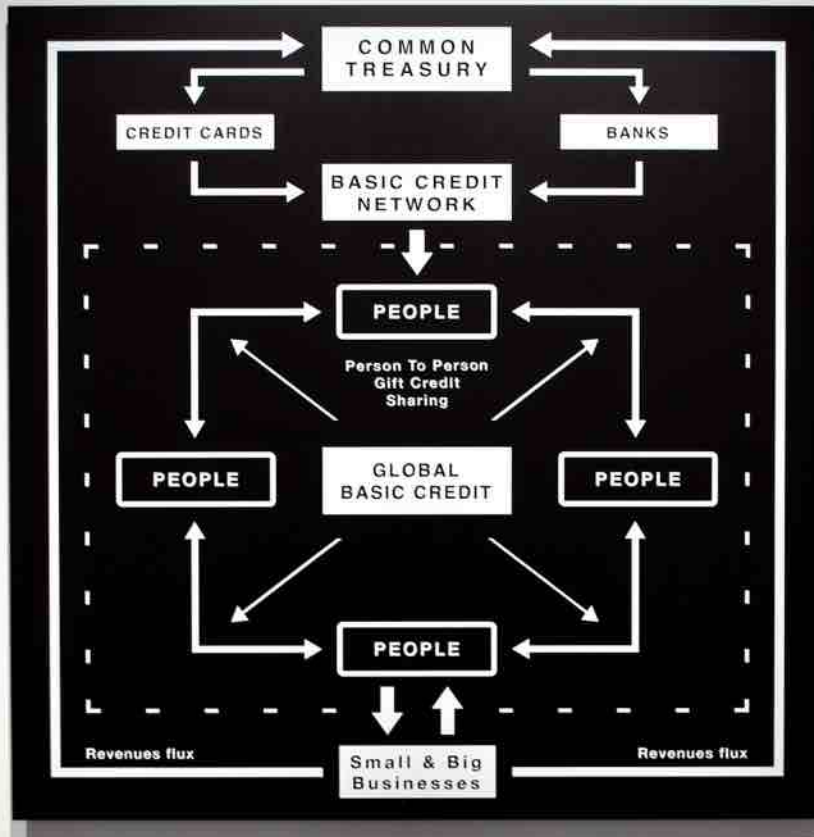 COMMON
TREASURY
CREDIT CARDS
BANKS
BASIC CREDIT
NETWORK
PEOPLE
Person To Person
Gift Credit
Sharing
PEOPLE
GLOBAL
BASIC CREDIT
PEOPLE
PEOPLE
Revenues flux
Revenues flux
Small & Big
Businesses